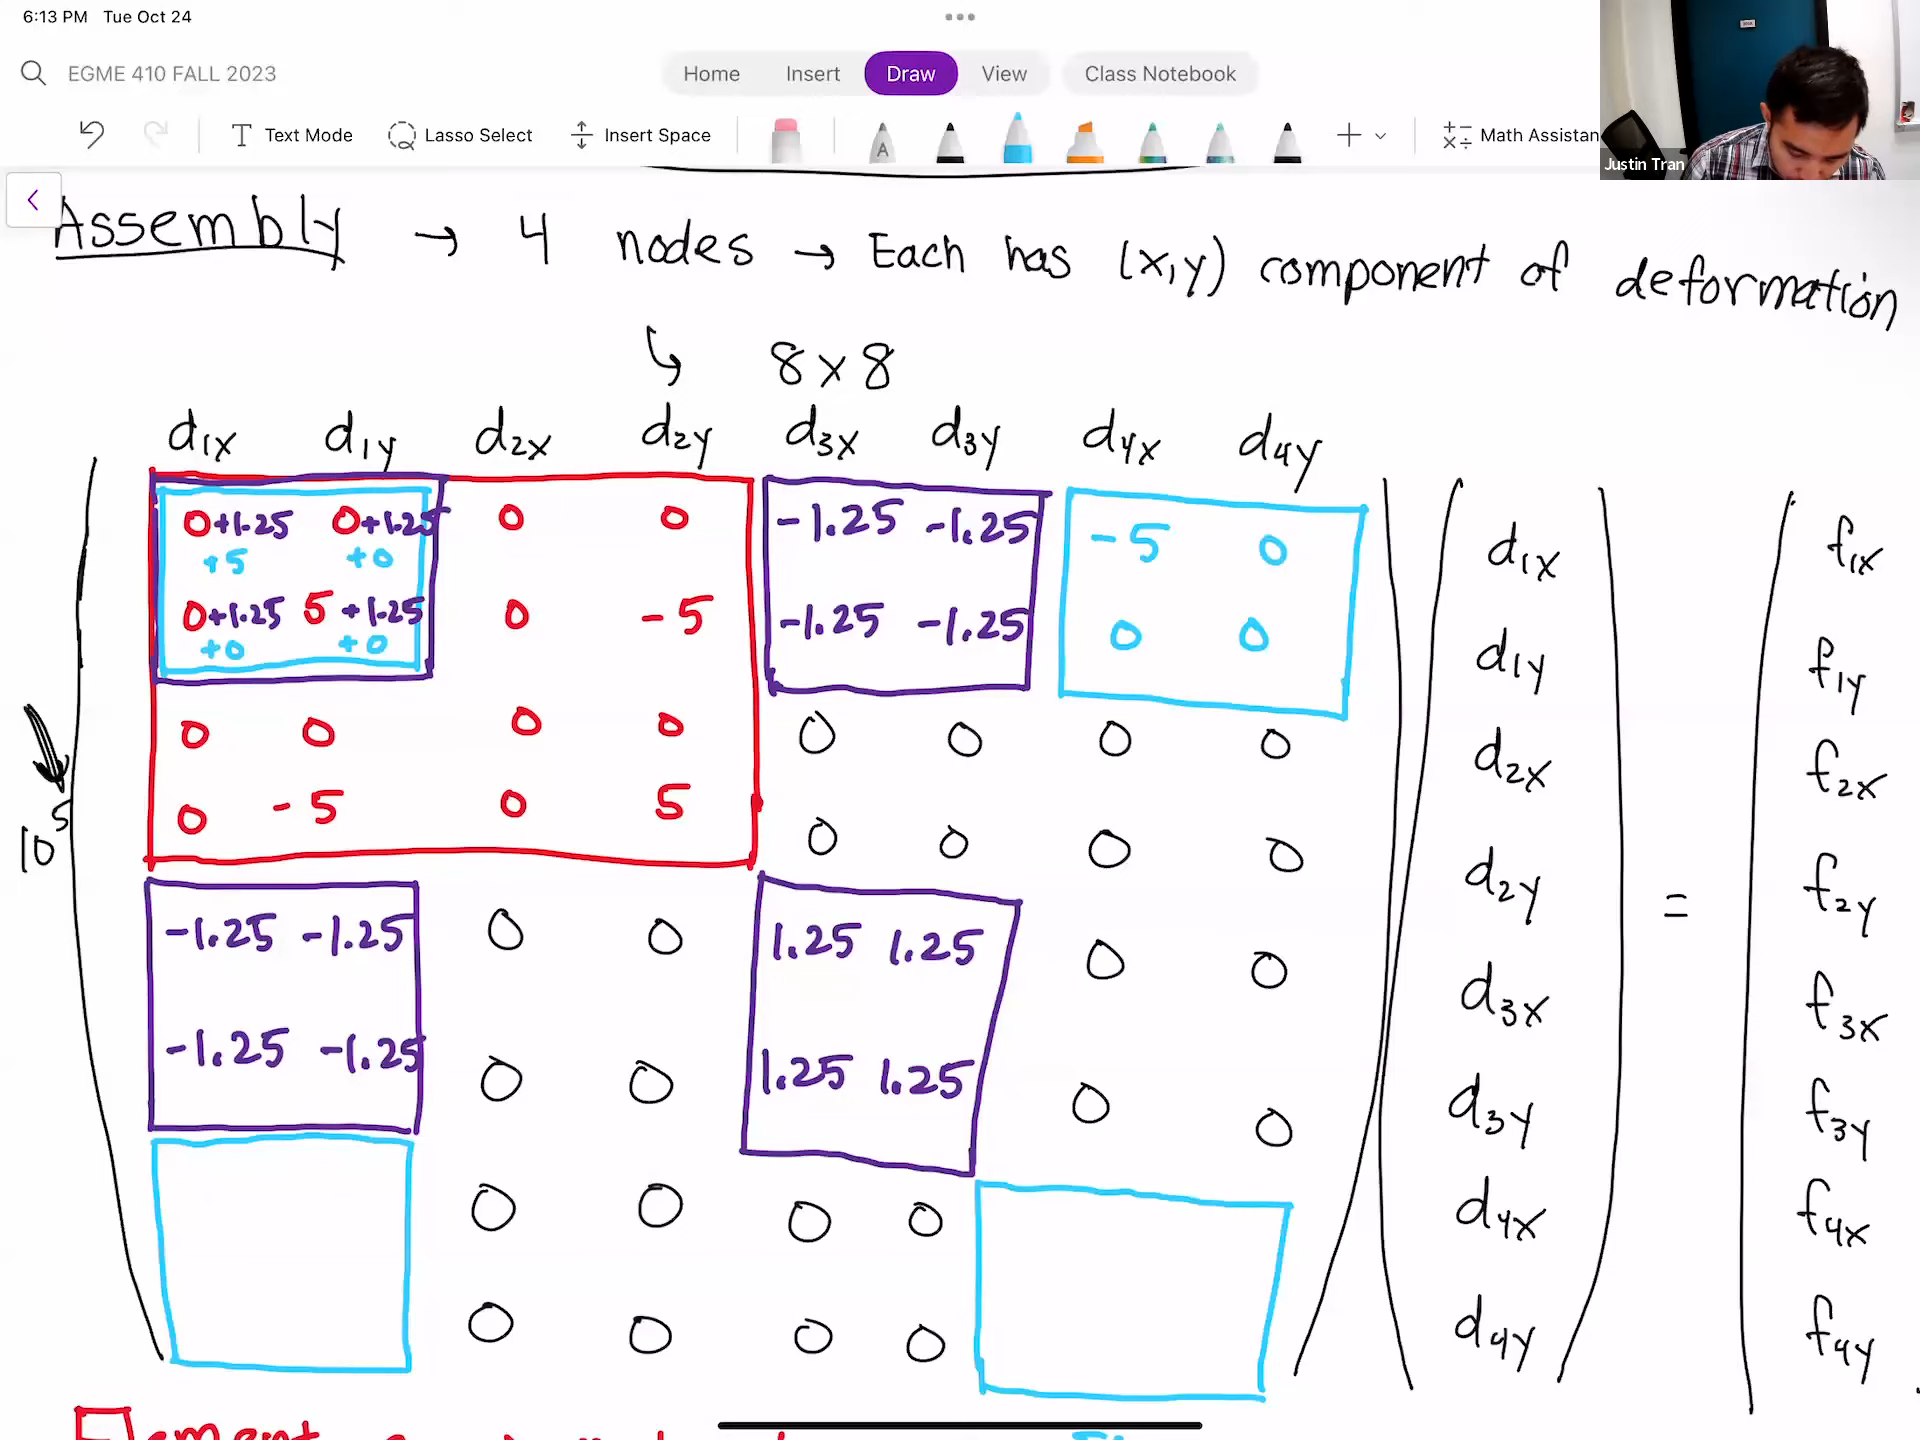 6:13 PM Tue Oct 24
EGME 410 FALL 2023
Home Insert Draw View Class Notebook
Text Mode Lasso Select Insert Space Math Assistan
Justin Tran
Assembly → 4 nodes → Each has (x,y) component of deformation
↳ 8x8
d1x d1y d2x d2y d3x d3y d4x d4y
0+1.25 0+1.25 0 0 -1.25 -1.25 -5 0 d1x f1x
+5 +0
0+1.25 5+1.25 0 -5 -1.25 -1.25 0 0 d1y f1y
+0 +0
0 0 0 0 0 0 0 0 d2x f2x
10^5 0 -5 0 5 0 0 0 0 d2y = f2y
-1.25 -1.25 0 0 1.25 1.25 0 0 d3x f3x
-1.25 -1.25 0 0 1.25 1.25 0 0 d3y f3y
0 0 0 0 d4x f4x
0 0 0 0 d4y f4y